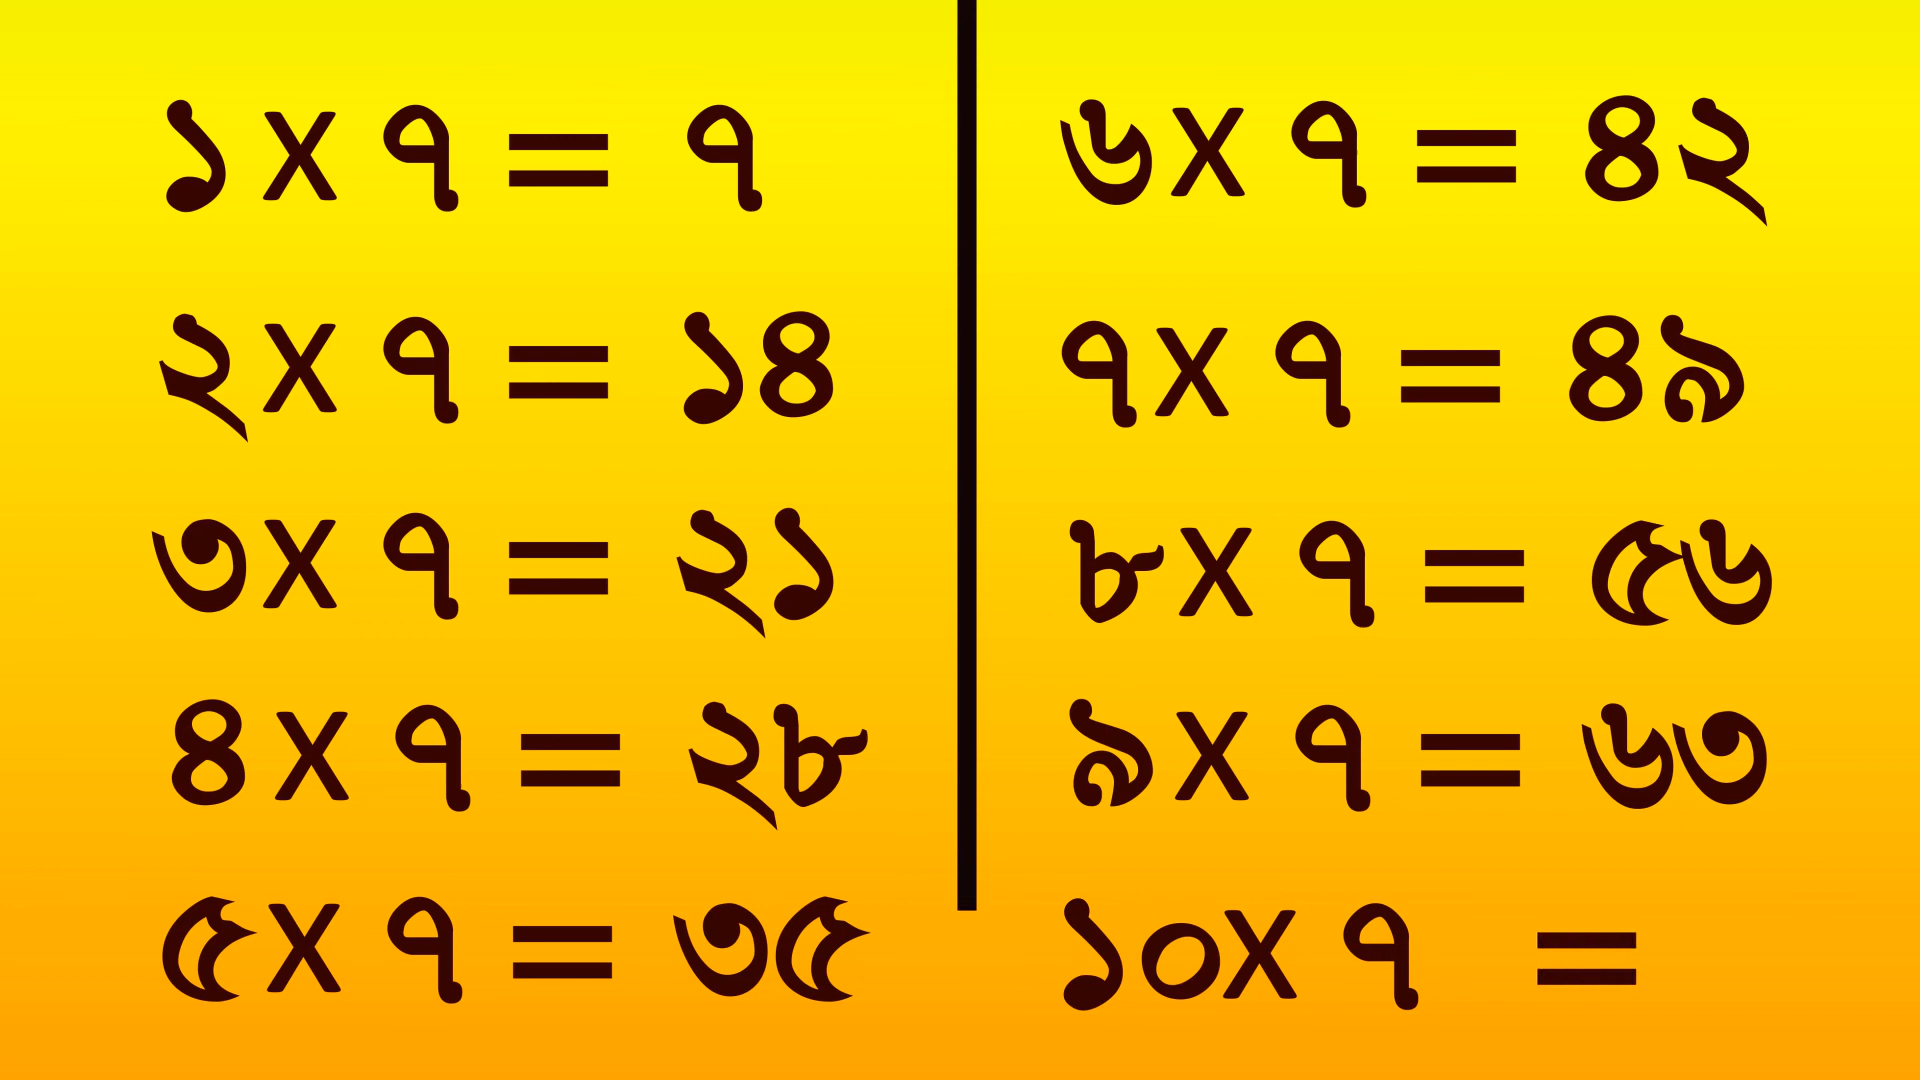 ১ X ৭ = ৭
২ X ৭ = ১৪
৩ X ৭ = ২১
৪ X ৭ = ২৮
৫ X ৭ = ৩৫
৬ X ৭ = ৪২
৭ X ৭ = ৪৯
৮ X ৭ = ৫৬
৯ X ৭ = ৬৩
১০ X ৭ =